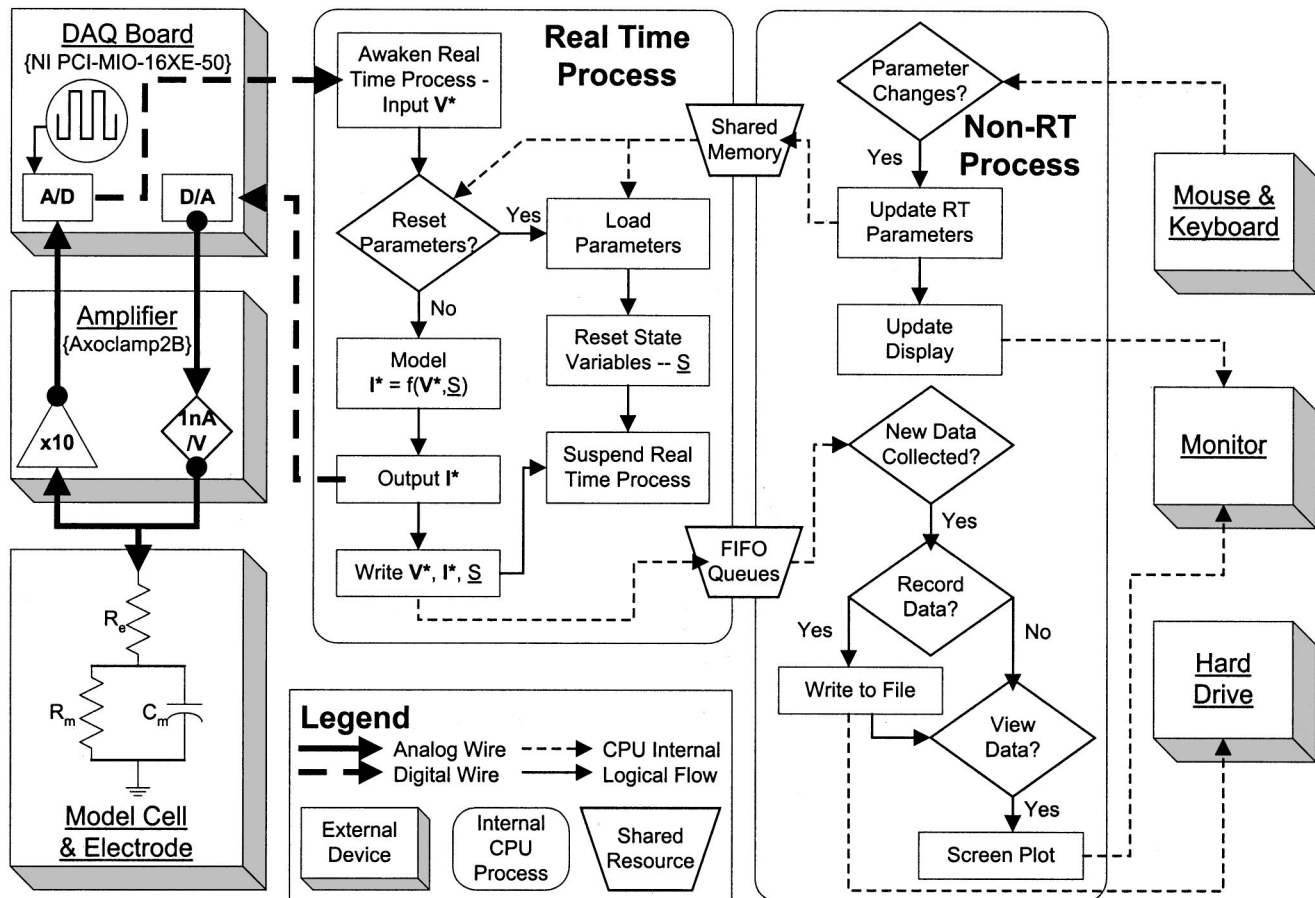 DAQ Board
{NI PCI-MIO-16XE-50}
A/D
D/A
Amplifier
{Axoclamp2B}
x10
1nA
/V
Re
Rm
Cm
Model Cell
& Electrode
Real Time
Process
Awaken Real
Time Process -
Input V*
Reset
Parameters?
Yes
No
Load
Parameters
Model
I* = f(V*,S)
Reset State
Variables -- S
Output I*
Suspend Real
Time Process
Write V*, I*, S
Shared
Memory
FIFO
Queues
Non-RT
Process
Parameter
Changes?
Yes
Update RT
Parameters
Update
Display
New Data
Collected?
Yes
Record
Data?
Yes
No
Write to File
View
Data?
Yes
Screen Plot
Mouse &
Keyboard
Monitor
Hard
Drive
Legend
Analog Wire
CPU Internal
Digital Wire
Logical Flow
External
Device
Internal
CPU
Process
Shared
Resource